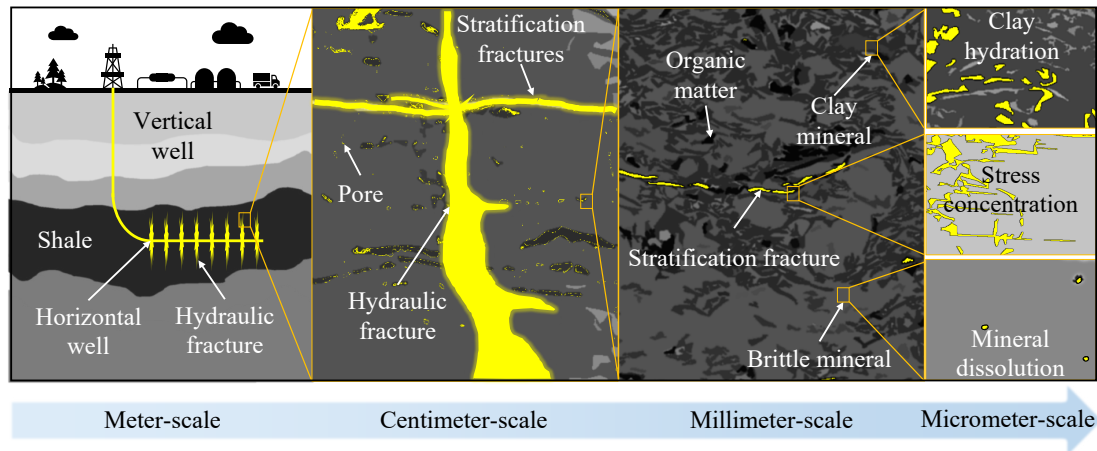 Vertical
well
Shale
Horizontal
well
Hydraulic
fracture
Stratification
fractures
Pore
Hydraulic
fracture
Organic
matter
Clay
mineral
Stratification fracture
Brittle mineral
Clay
hydration
Stress
concentration
Mineral
dissolution
Meter-scale
Centimeter-scale
Millimeter-scale
Micrometer-scale